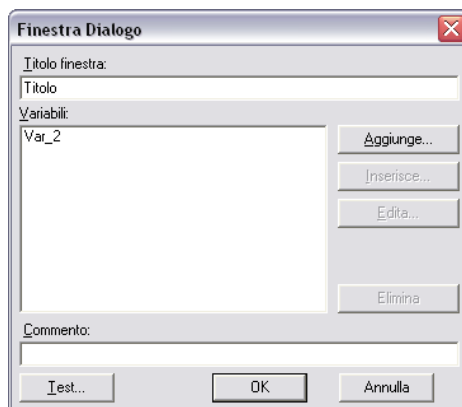 Finestra Dialogo
Titolo finestra:
Titolo
Variabili:
Var_2
Aggiunge...
Inserisce...
Edita...
Elimina
Commento:
Test...
OK
Annulla